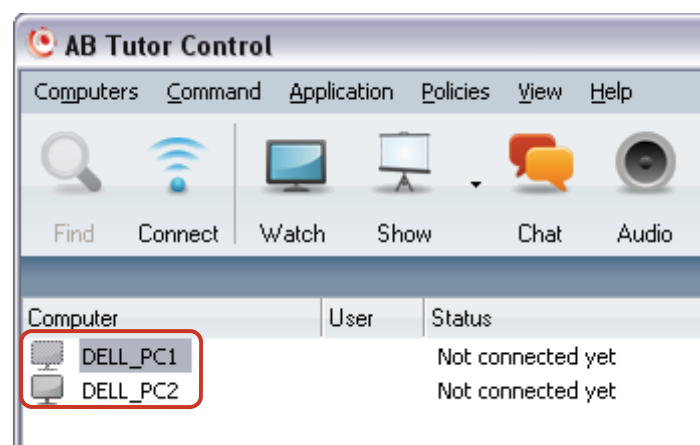 AB Tutor Control
Computers Command Application Policies View Help
Find Connect Watch Show Chat Audio
Computer User Status
DELL_PC1 Not connected yet
DELL_PC2 Not connected yet